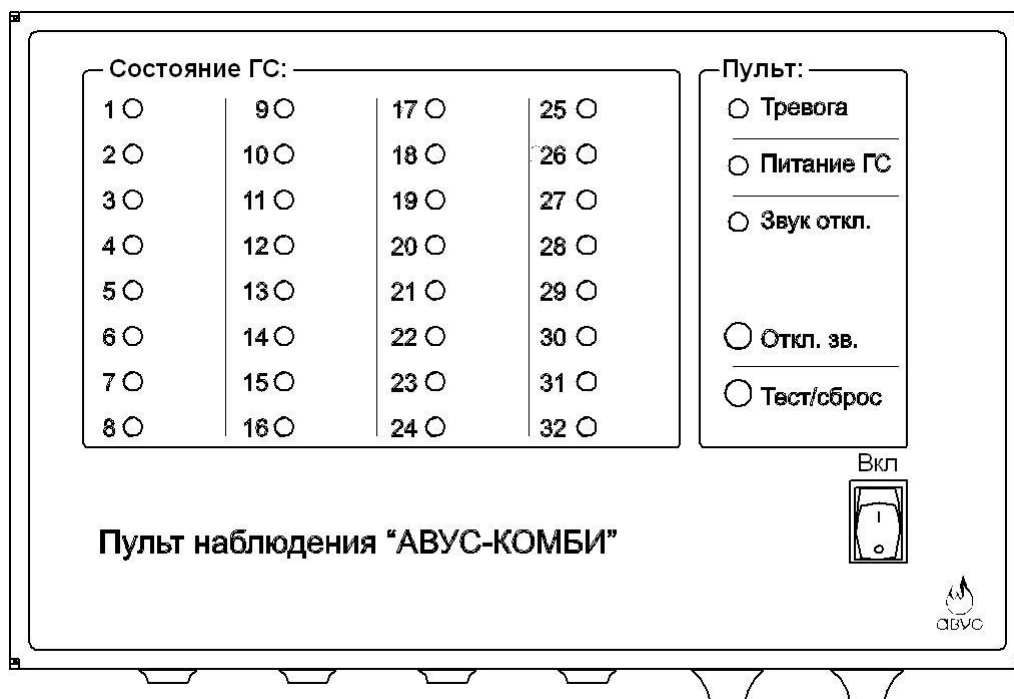 Состояние ГС:
1 9 17 25
2 10 18 26
3 11 19 27
4 12 20 28
5 13 21 29
6 14 22 30
7 15 23 31
8 16 24 32
Пульт:
Тревога
Питание ГС
Звук откл.
Откл. зв.
Тест/сброс
Вкл
Пульт наблюдения “АВУС-КОМБИ”
авус